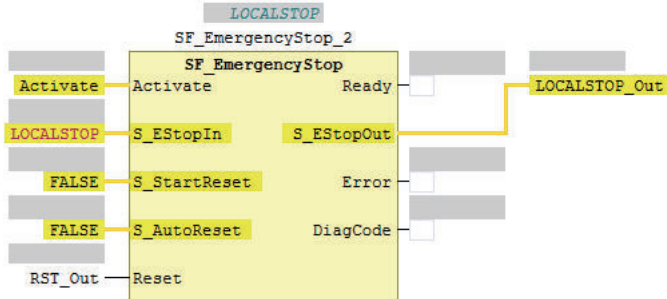 LOCALSTOP
SF_EmergencyStop_2
SF_EmergencyStop
Activate Activate Ready LOCALSTOP_Out
LOCALSTOP S_EStopIn S_EStopOut
FALSE S_StartReset Error
FALSE S_AutoReset DiagCode
RST_Out Reset